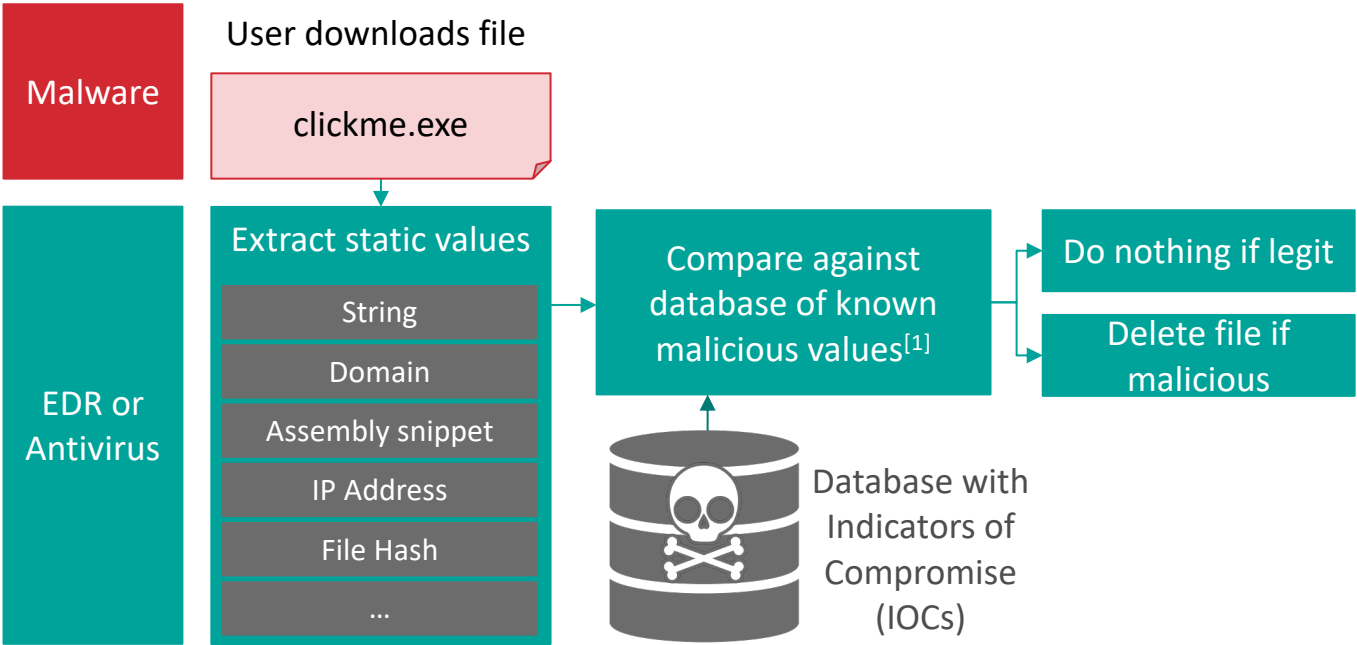 Malware
User downloads file
clickme.exe
EDR or
Antivirus
Extract static values
String
Domain
Assembly snippet
IP Address
File Hash
...
Compare against
database of known
malicious values[1]
Database with
Indicators of
Compromise
(IOCs)
Do nothing if legit
Delete file if
malicious